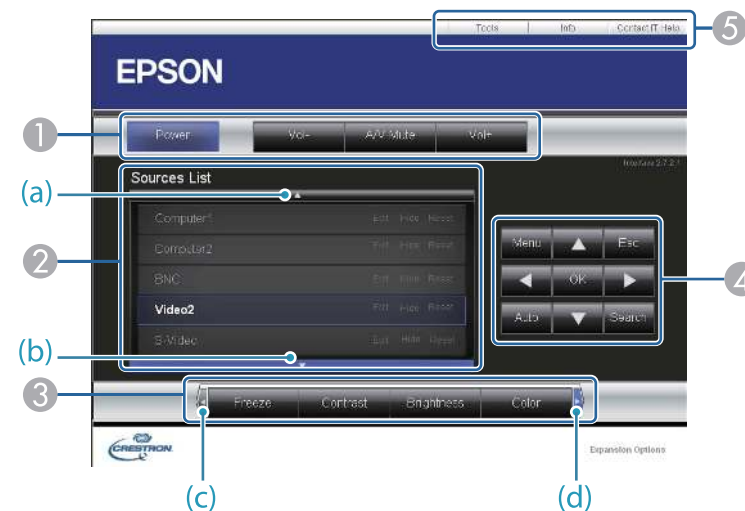 Tools Info Contact IT Help
5
EPSON
1
Power Vol- A/V Mute Vol+
Sources List
(a)
Computer1 Edit Hide Reset
Computer2 Edit Hide Reset
2
BNC Edit Hide Reset
Video2 Edit Hide Reset
S-Video Edit Hide Reset
(b)
Menu Esc
OK
4
Auto Search
3
Freeze Contrast Brightness Color
CRESTRON
Expansion Options
(c) (d)